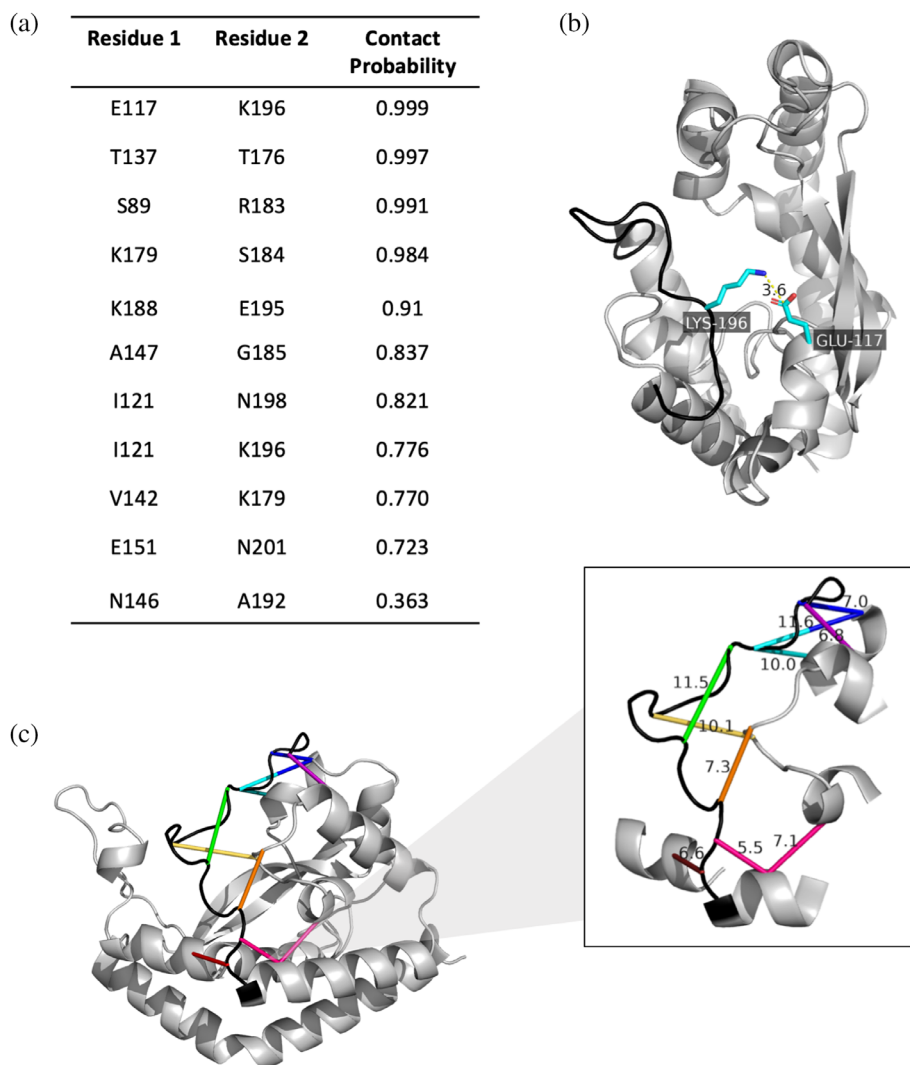 (a)
Residue 1 Residue 2 Contact Probability
E117 K196 0.999
T137 T176 0.997
S89 R183 0.991
K179 S184 0.984
K188 E195 0.91
A147 G185 0.837
I121 N198 0.821
I121 K196 0.776
V142 K179 0.770
E151 N201 0.723
N146 A192 0.363
(b)
3.6
LYS-196
GLU-117
(c)
7.0
11.6
6.8
10.0
11.5
10.1
7.3
6.6
5.5
7.1